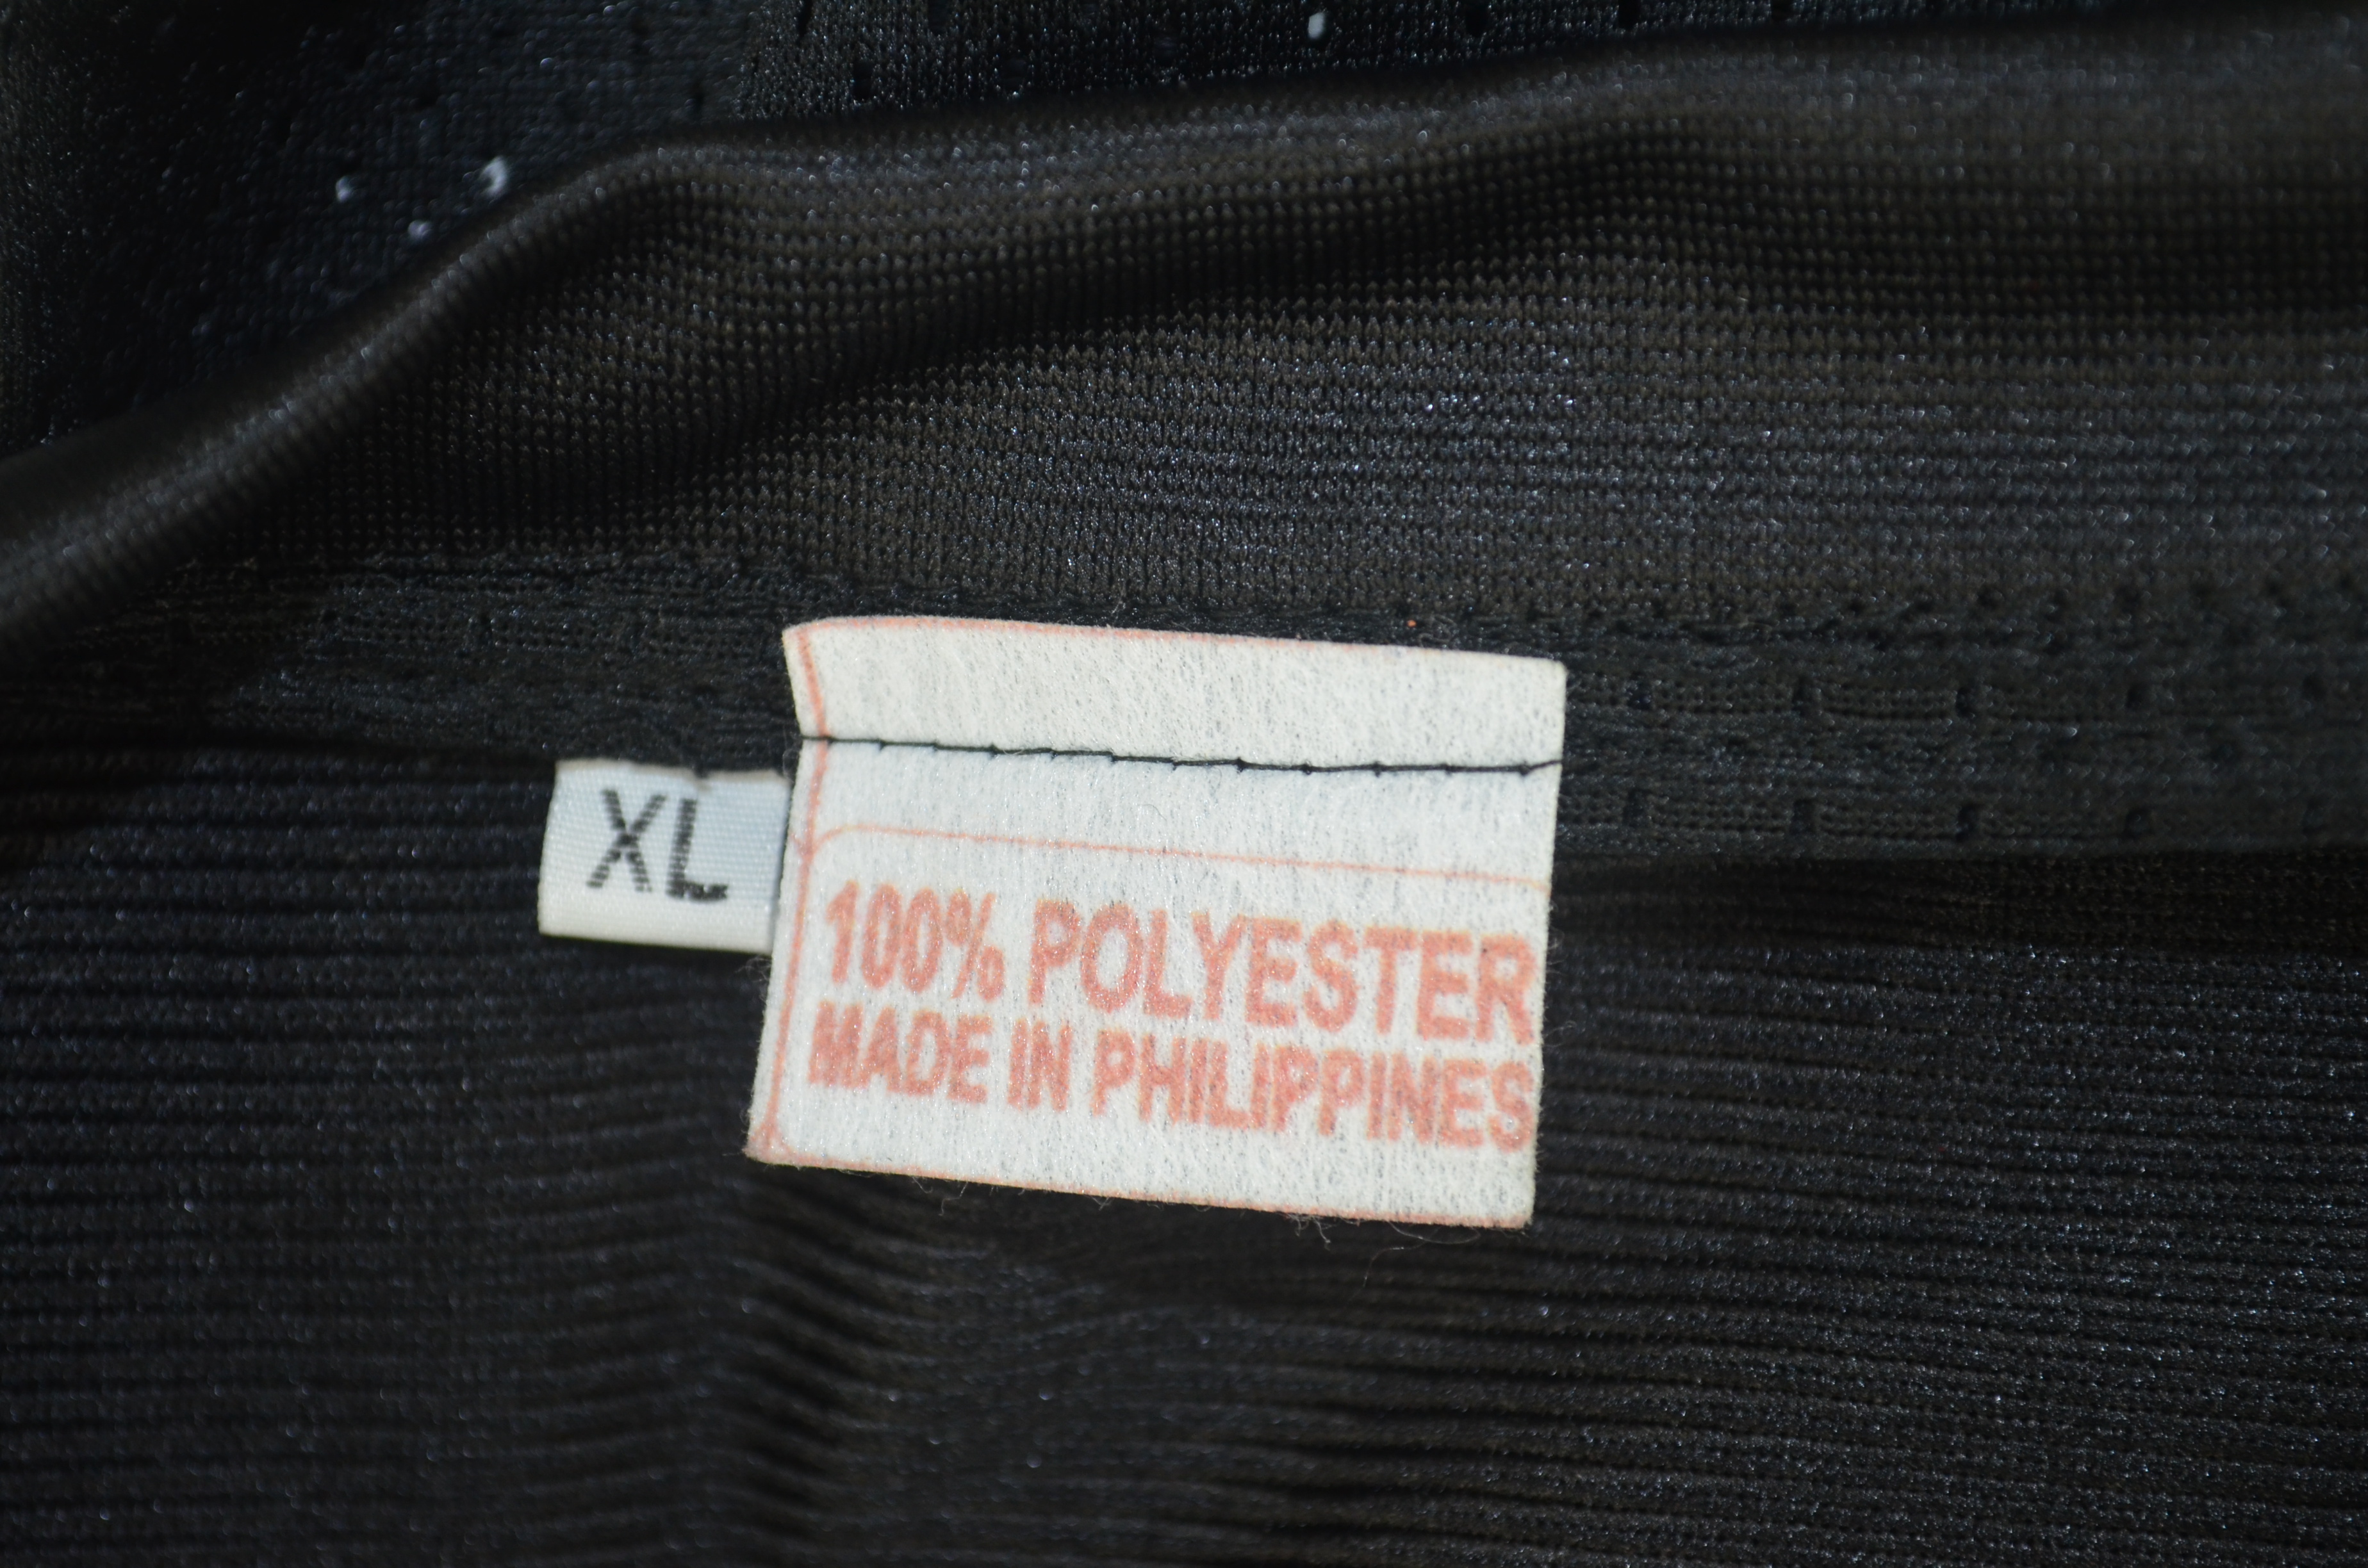 XL
100% POLYESTER
MADE IN PHILIPPINES